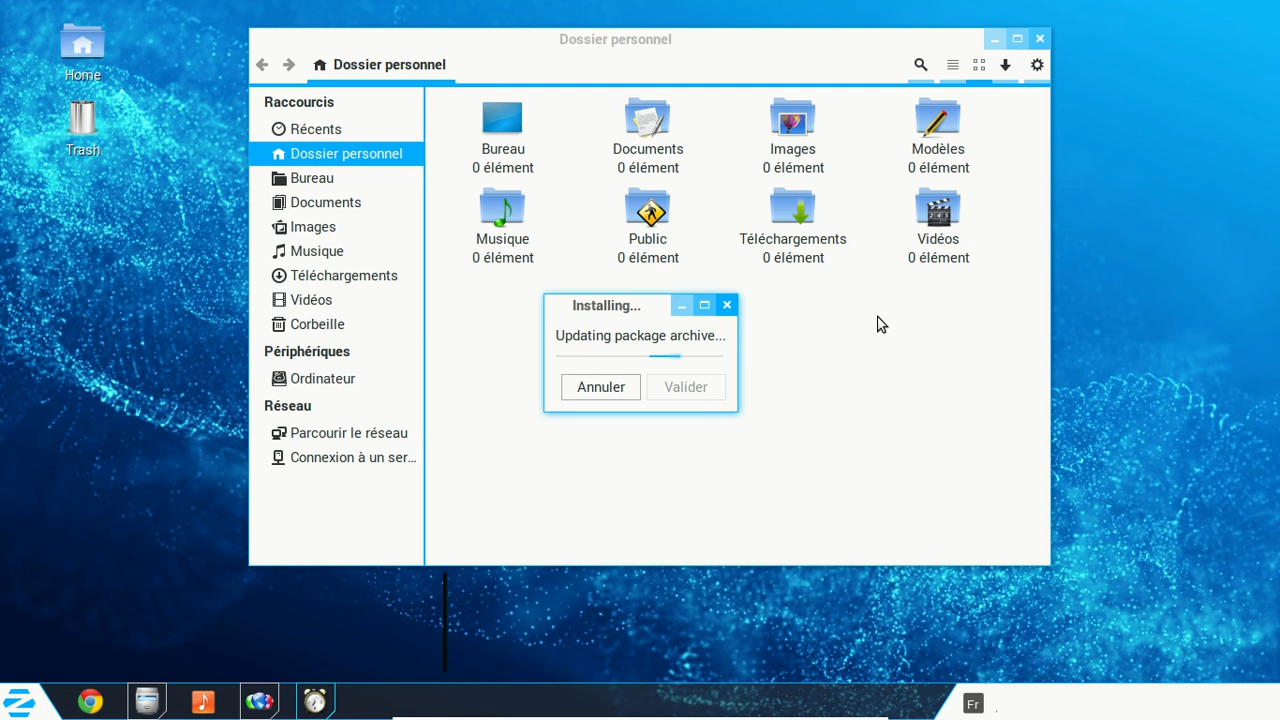 Home
Trash
Dossier personnel
Dossier personnel
Raccourcis
Récents
Dossier personnel
Bureau
Documents
Images
Musique
Téléchargements
Vidéos
Corbeille
Périphériques
Ordinateur
Réseau
Parcourir le réseau
Connexion à un ser...
Bureau
0 élément
Documents
0 élément
Images
0 élément
Modèles
0 élément
Musique
0 élément
Public
0 élément
Téléchargements
0 élément
Vidéos
0 élément
Installing...
Updating package archive...
Annuler
Valider
Fr